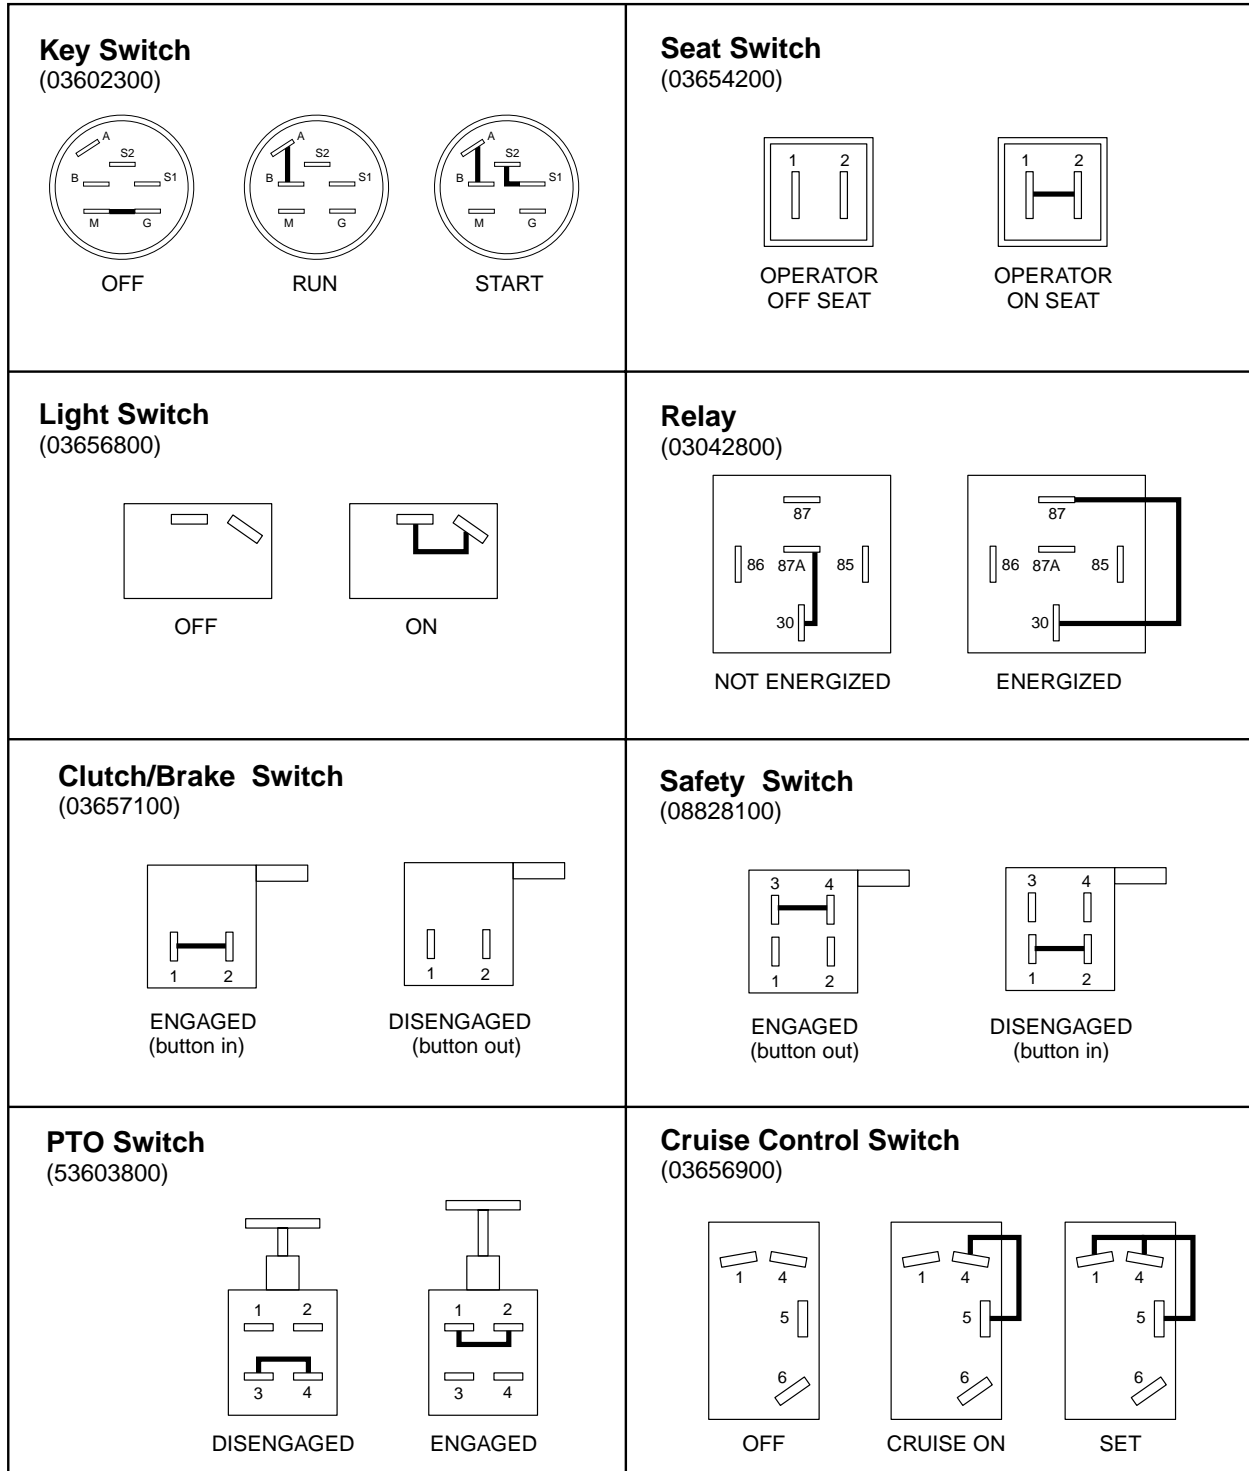 Key Switch
(03602300)
A
S2
B
S1
M
G
OFF
A
S2
B
S1
M
G
RUN
A
S2
B
S1
M
G
START
Seat Switch
(03654200)
1 2
OPERATOR
OFF SEAT
1 2
OPERATOR
ON SEAT
Light Switch
(03656800)
OFF
ON
Relay
(03042800)
87
86 87A 85
30
NOT ENERGIZED
87
86 87A 85
30
ENERGIZED
Clutch/Brake Switch
(03657100)
1 2
ENGAGED
(button in)
1 2
DISENGAGED
(button out)
Safety Switch
(08828100)
3 4
1 2
ENGAGED
(button out)
3 4
1 2
DISENGAGED
(button in)
PTO Switch
(53603800)
1 2
3 4
DISENGAGED
1 2
3 4
ENGAGED
Cruise Control Switch
(03656900)
1 4
5
6
OFF
1 4
5
6
CRUISE ON
1 4
5
6
SET